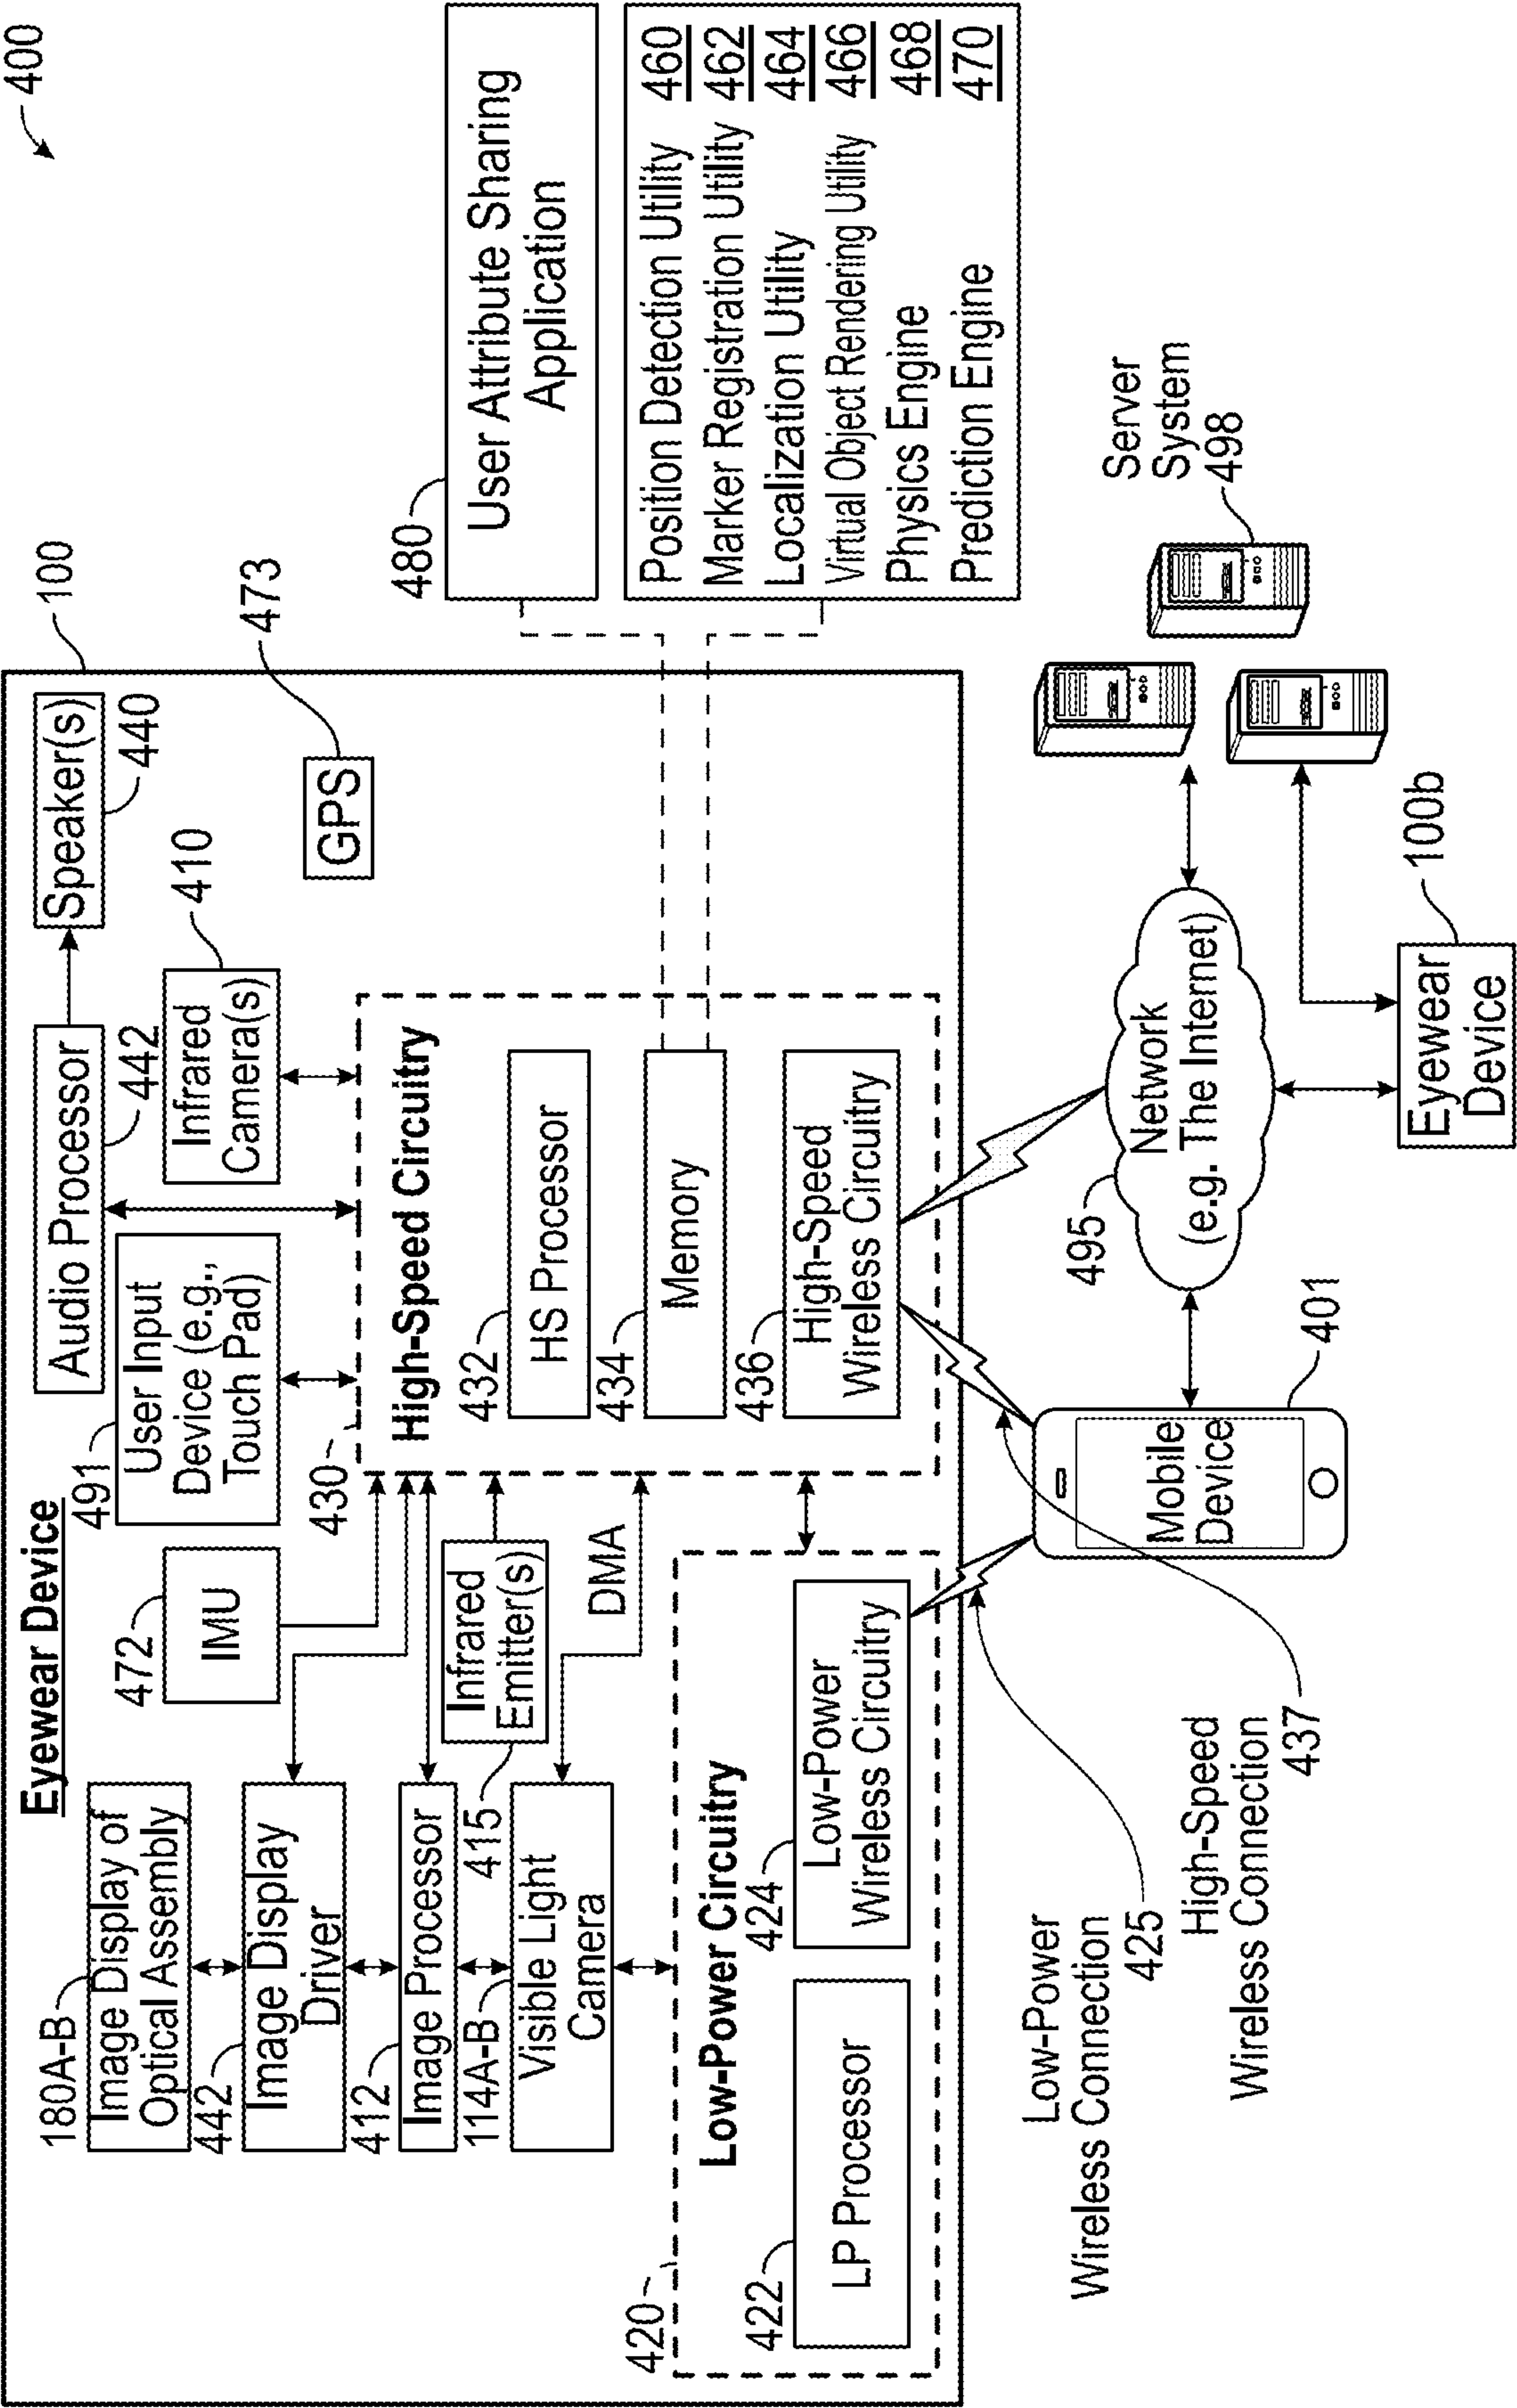 400
Eyewear Device
100
180A-B
Image Display of
Optical Assembly
442
Image Display
Driver
412
Image Processor
114A-B
Visible Light
Camera
472
IMU
415
Infrared
Emitter(s)
DMA
491
User Input
Device (e.g.,
Touch Pad)
Audio Processor
442
Speaker(s)
440
Infrared
Camera(s)
410
GPS
473
430
High-Speed Circuitry
432
HS Processor
434
Memory
436
High-Speed
Wireless Circuitry
420
Low-Power Circuitry
422
LP Processor
424
Low-Power
Wireless Circuitry
480
User Attribute Sharing
Application
Position Detection Utility 460
Marker Registration Utility 462
Localization Utility 464
Virtual Object Rendering Utility 466
Physics Engine 468
Prediction Engine 470
Low-Power
Wireless Connection
425
High-Speed
Wireless Connection
437
Mobile
Device
401
495
Network
(e.g. The Internet)
Server
System
498
Eyewear
Device
100b